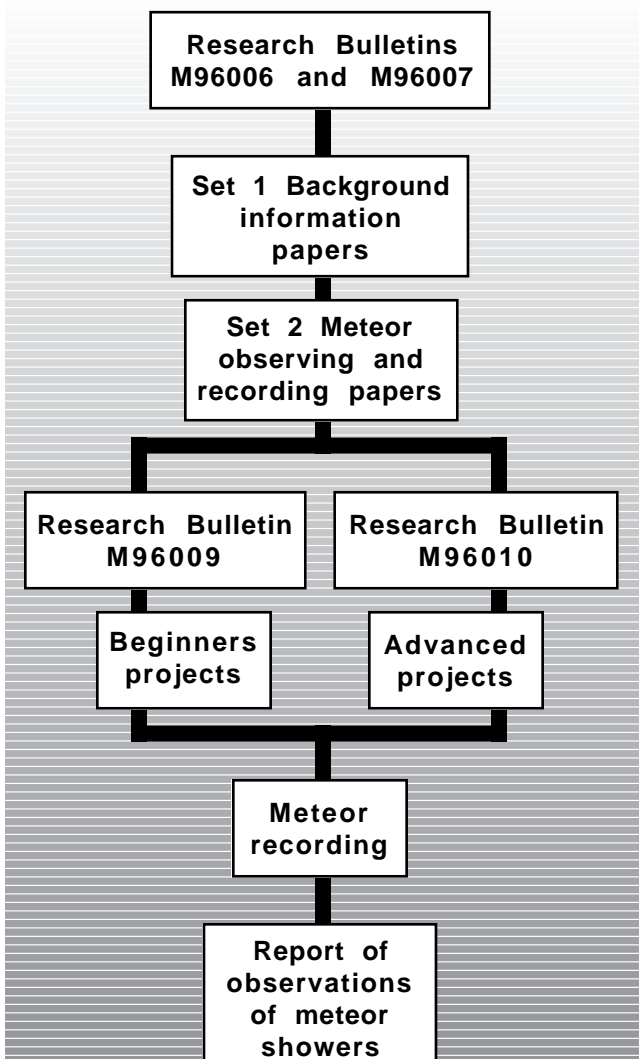 Research Bulletins
M96006 and M96007
Set 1 Background
information
papers
Set 2 Meteor
observing and
recording papers
Research Bulletin
M96009
Research Bulletin
M96010
Beginners
projects
Advanced
projects
Meteor
recording
Report of
observations
of meteor
showers